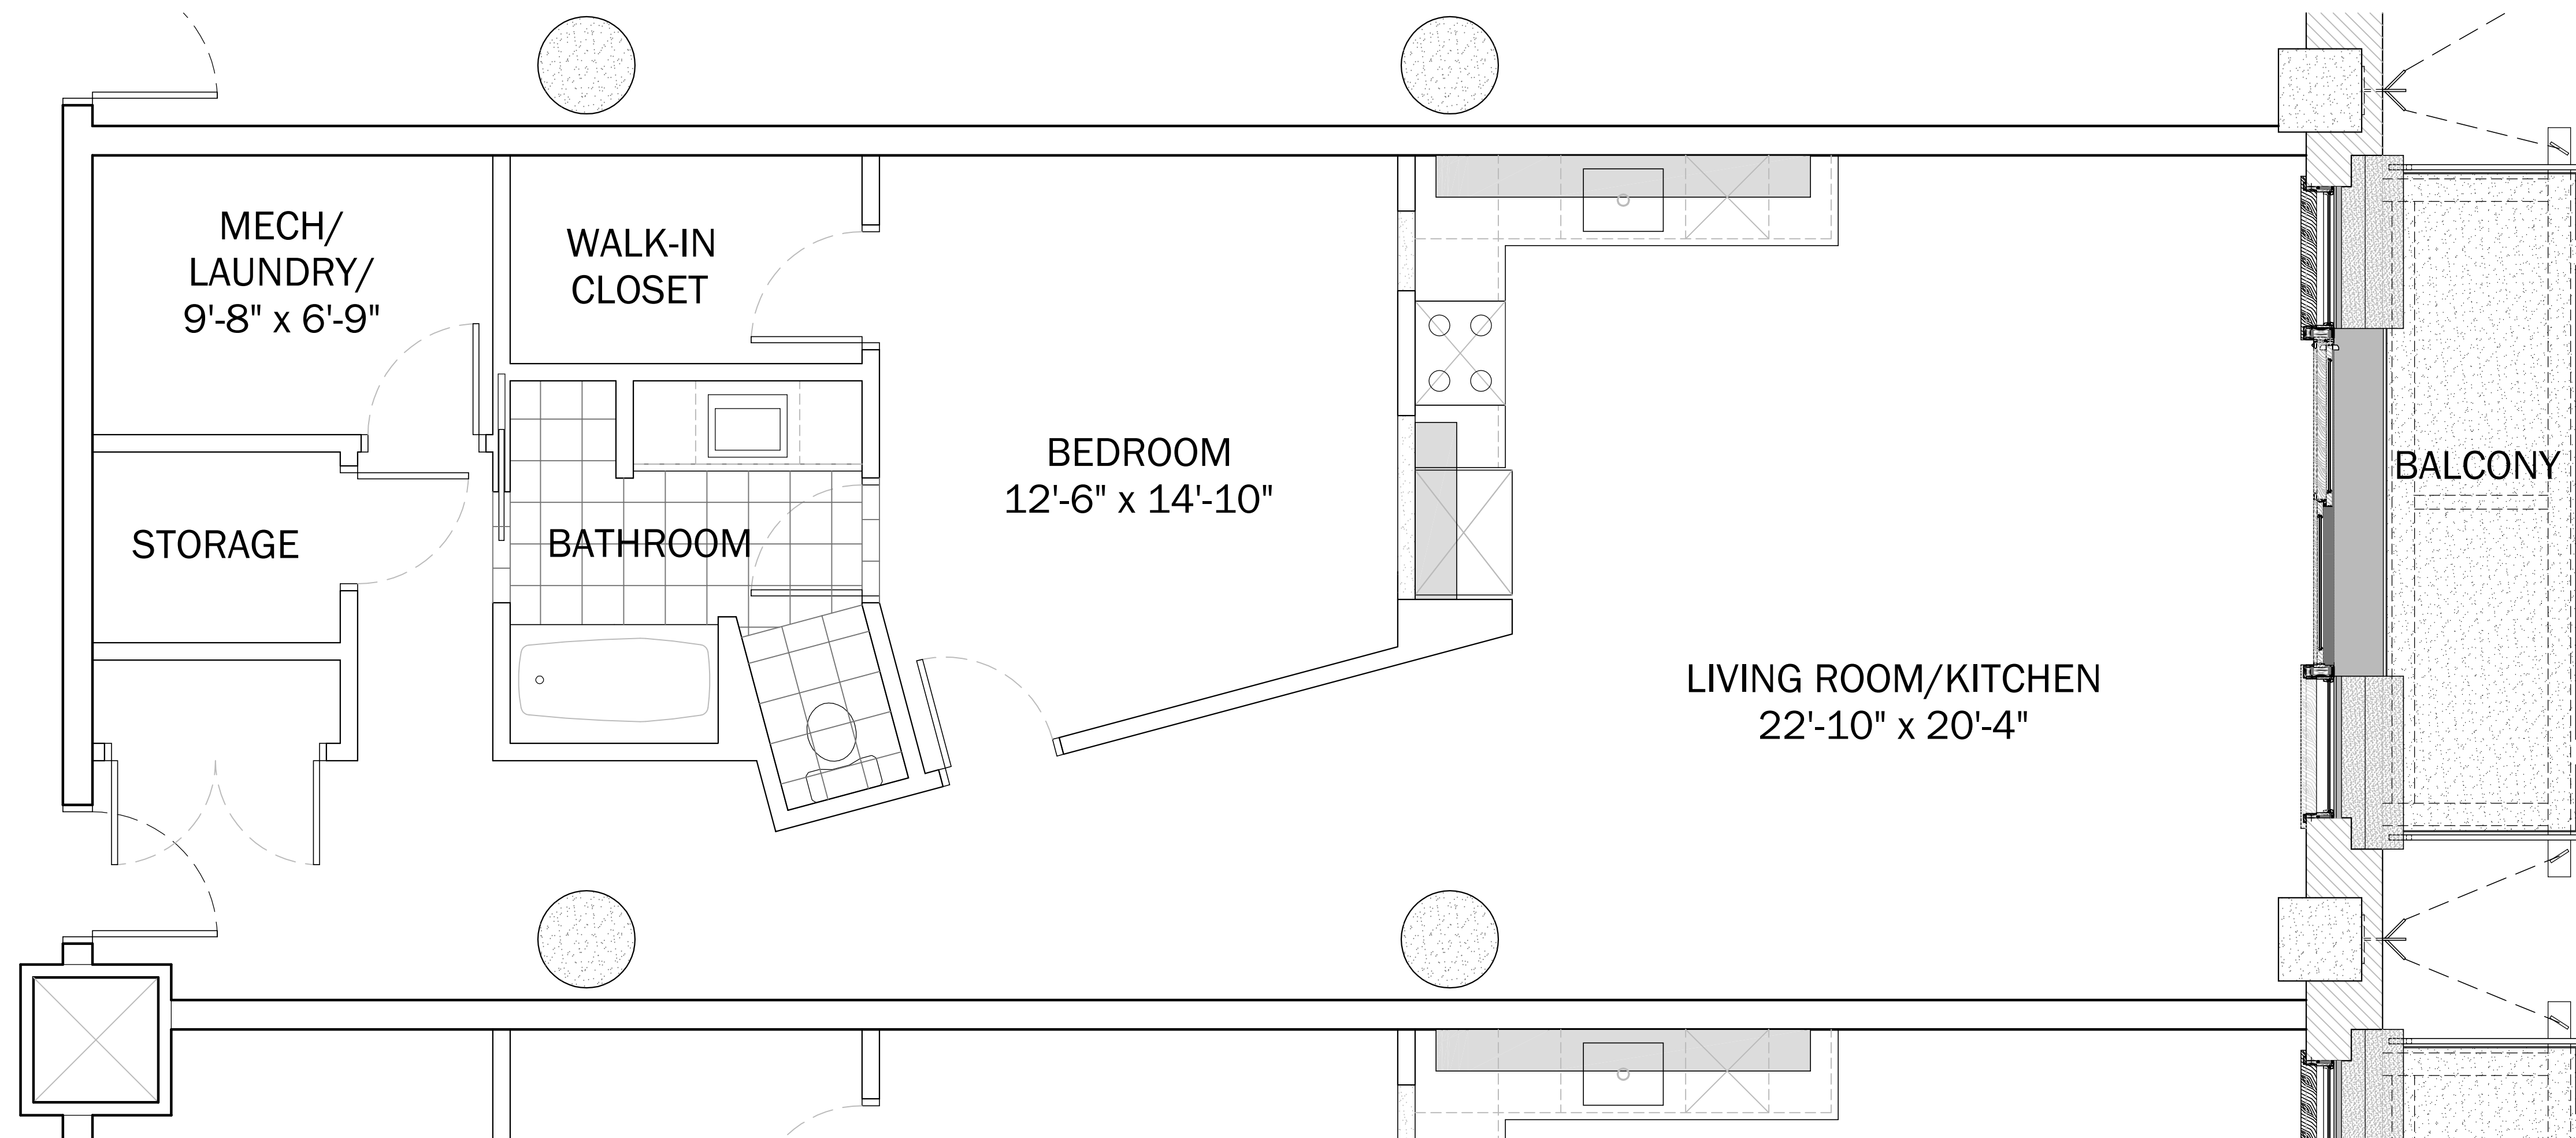 MECH/
LAUNDRY/
9'-8" x 6'-9"
WALK-IN
CLOSET
STORAGE
BATHROOM
BEDROOM
12'-6" x 14'-10"
LIVING ROOM/KITCHEN
22'-10" x 20'-4"
BALCONY